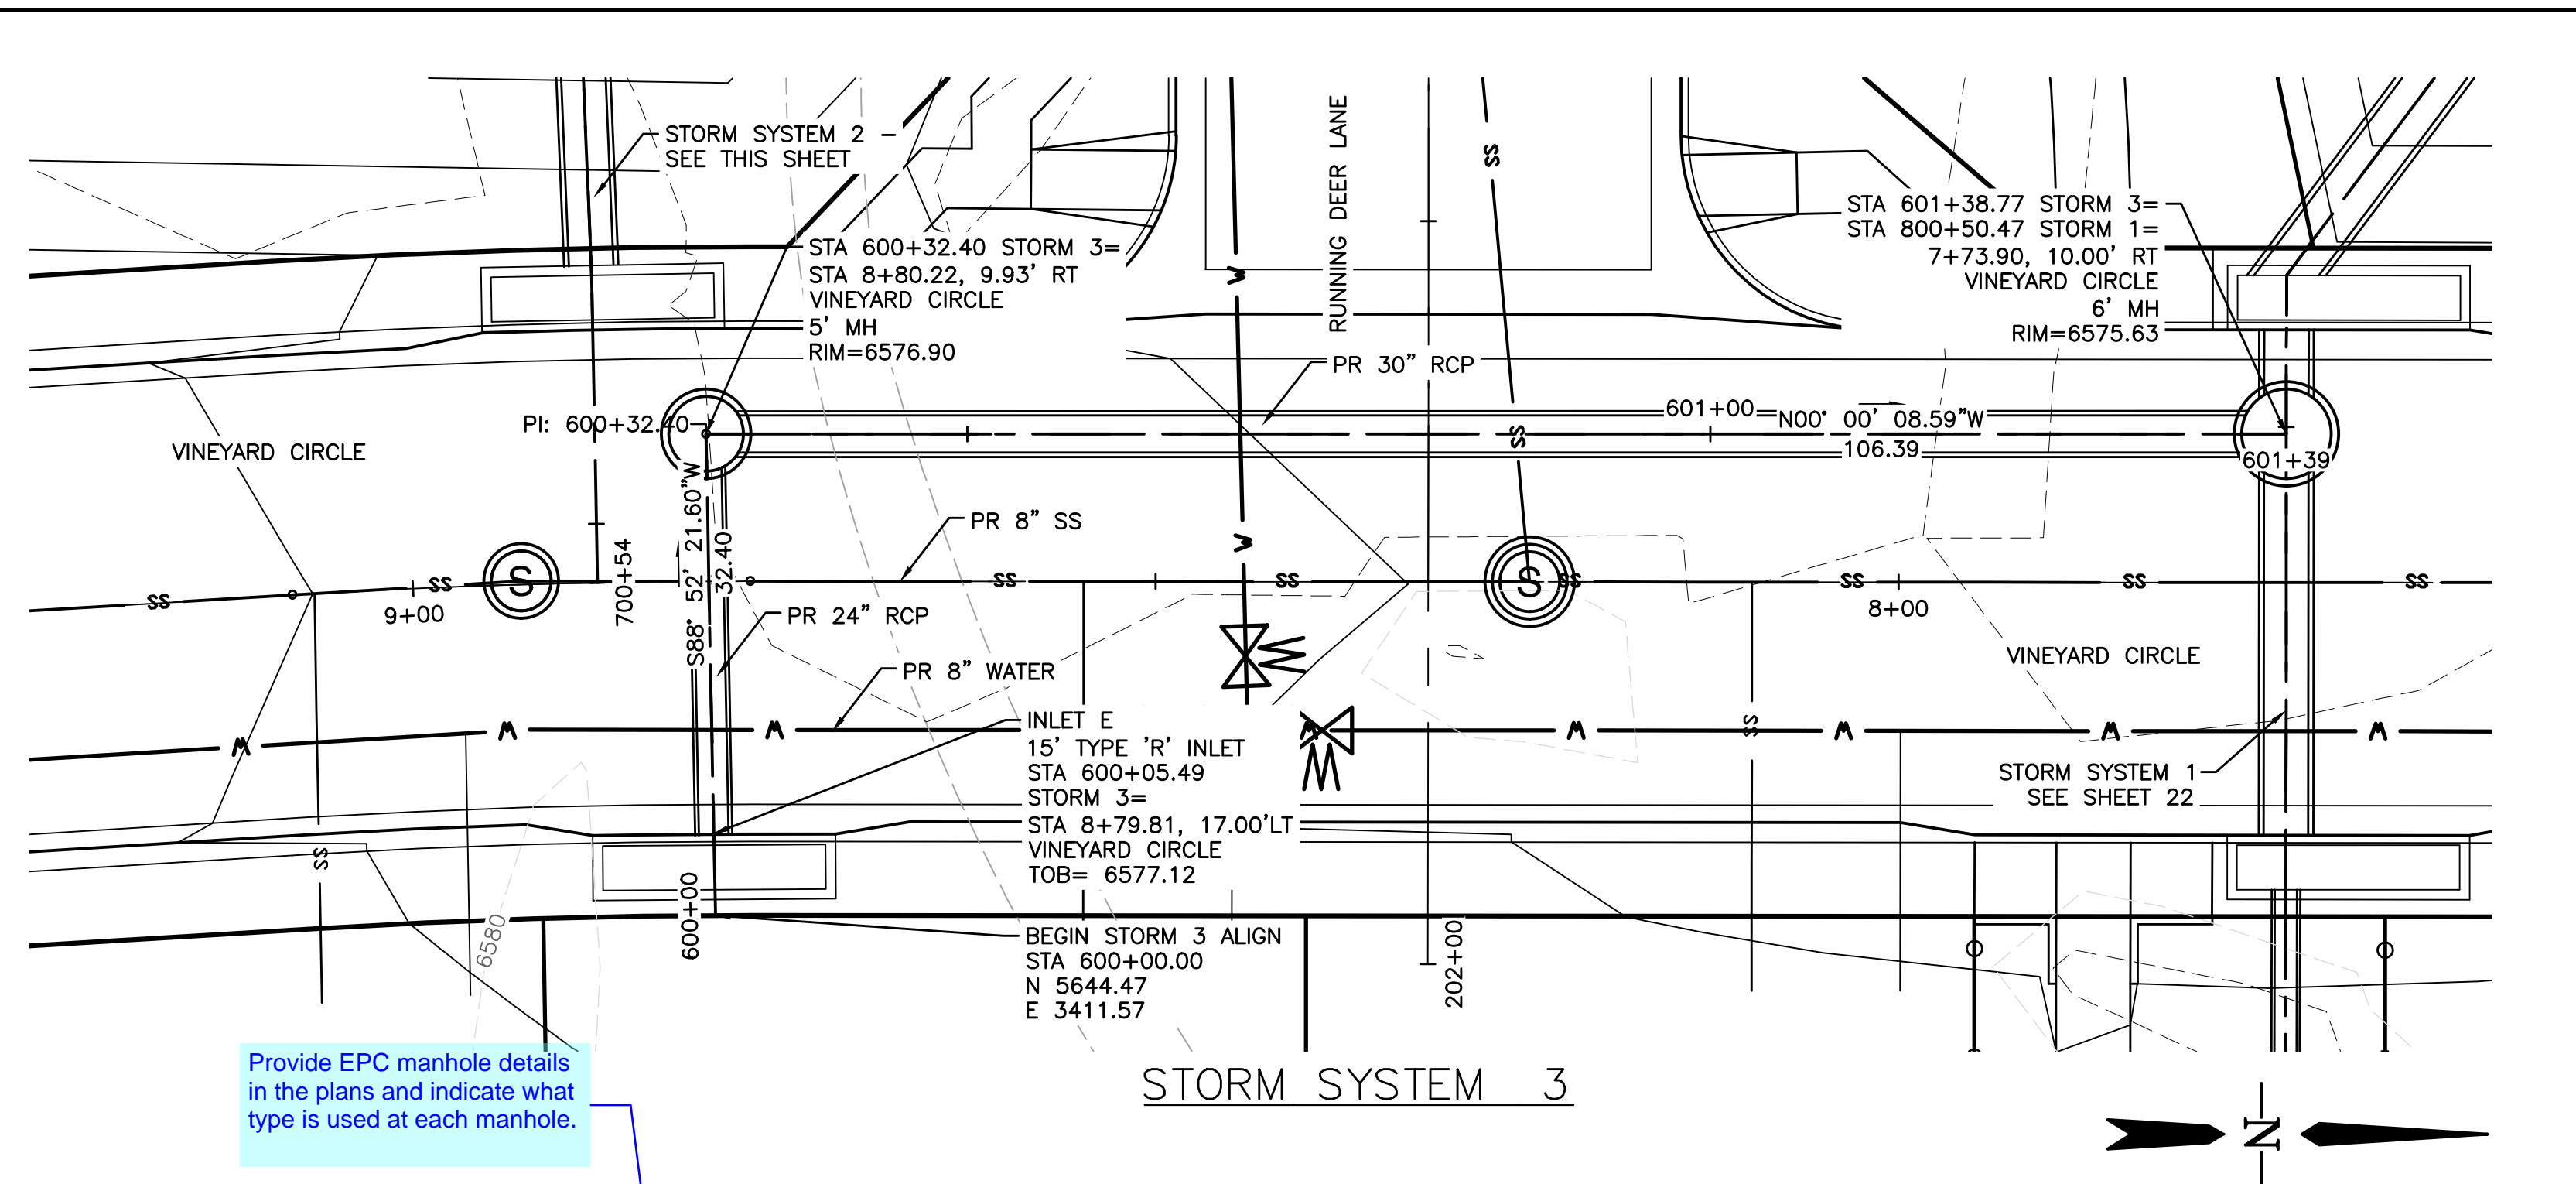 STORM SYSTEM 2
SEE THIS SHEET
STA 600+32.40 STORM 3=
STA 8+80.22, 9.93' RT
VINEYARD CIRCLE
5' MH
RIM=6576.90
RUNNING DEER LANE
STA 601+38.77 STORM 3=
STA 800+50.47 STORM 1=
7+73.90, 10.00' RT
VINEYARD CIRCLE
6' MH
RIM=6575.63
PR 30" RCP
PI: 600+32.40
601+00
N00° 00' 08.59"W
106.39
601+39
VINEYARD CIRCLE
SS
SS
W
W
S88° 52' 21.60"W
32.40
700+54
PR 8" SS
SS
SS
S
SS
SS
S
SS
SS
SS
SS
9+00
8+00
PR 24" RCP
PR 8" WATER
VINEYARD CIRCLE
W
W
W
W
W
W
W
W
W
W
SS
SS
INLET E
15' TYPE 'R' INLET
STA 600+05.49
STORM 3=
STA 8+79.81, 17.00'LT
VINEYARD CIRCLE
TOB= 6577.12
STORM SYSTEM 1
SEE SHEET 22
600+00
6580
BEGIN STORM 3 ALIGN
STA 600+00.00
N 5644.47
E 3411.57
202+00
Provide EPC manhole details
in the plans and indicate what
type is used at each manhole.
STORM SYSTEM 3
N